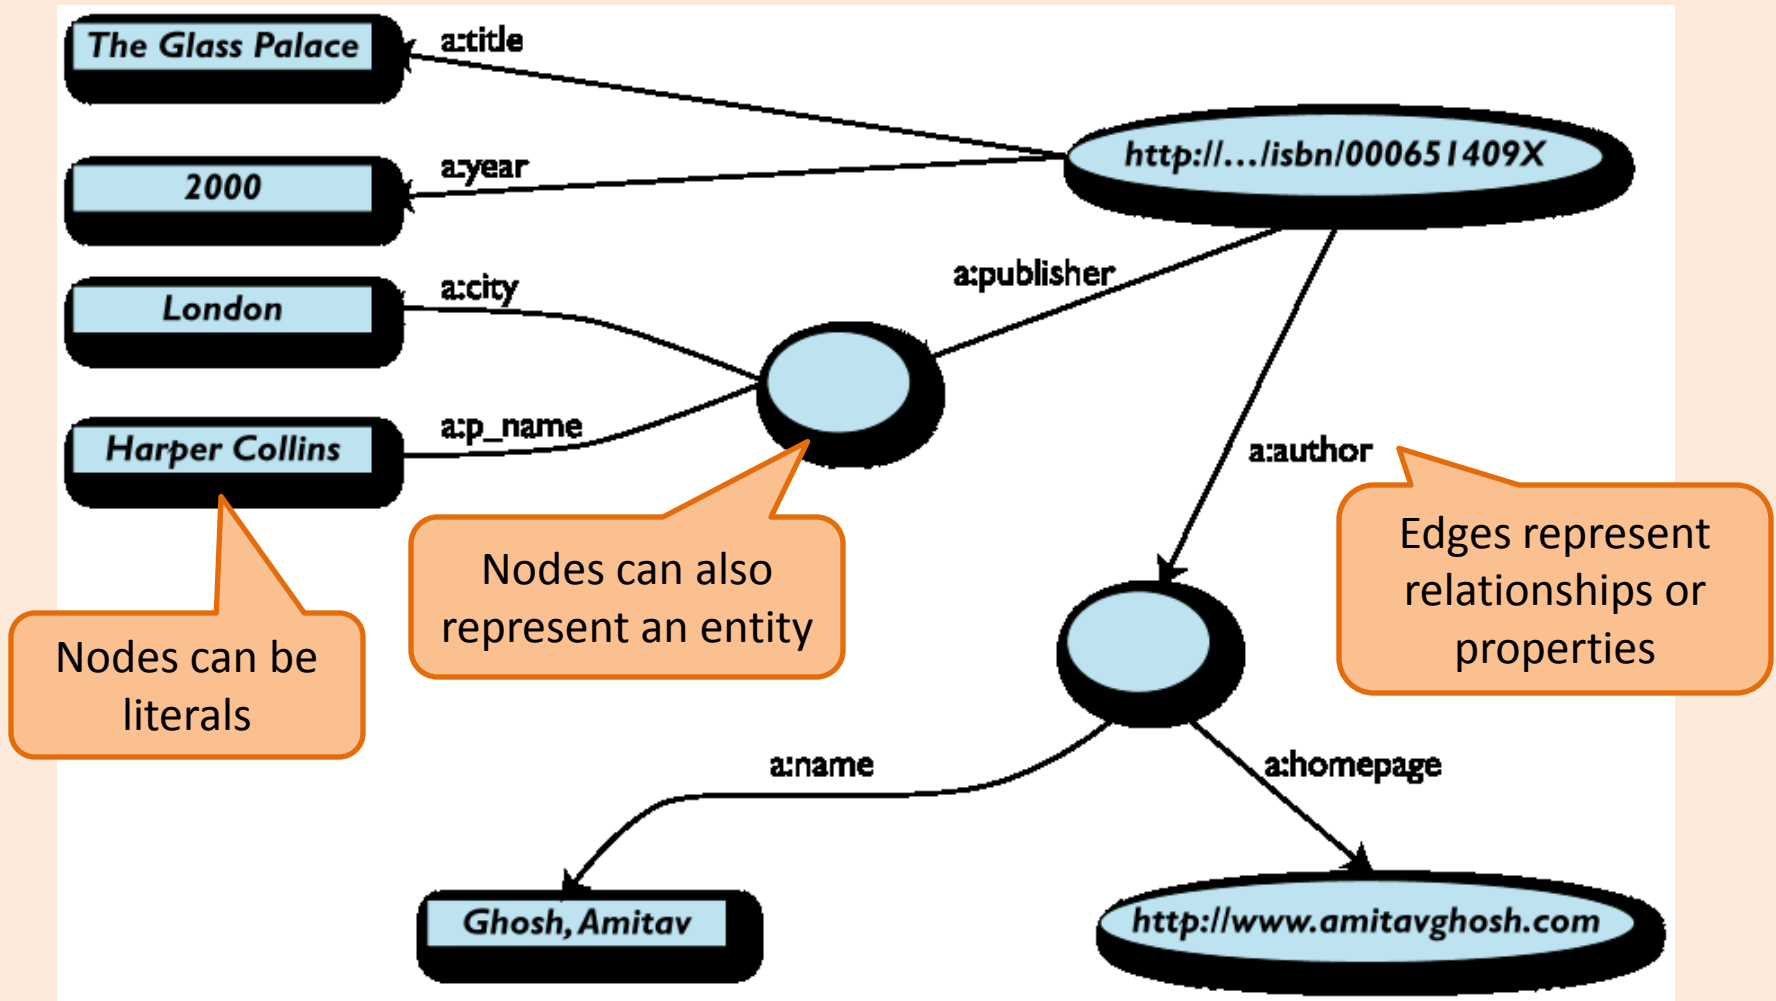 The Glass Palace
a:title
http://.../isbn/000651409X
2000
a:year
London
a:city
a:publisher
Harper Collins
a:p_name
a:author
Nodes can be
literals
Nodes can also
represent an entity
Edges represent
relationships or
properties
a:name
a:homepage
Ghosh, Amitav
http://www.amitavghosh.com